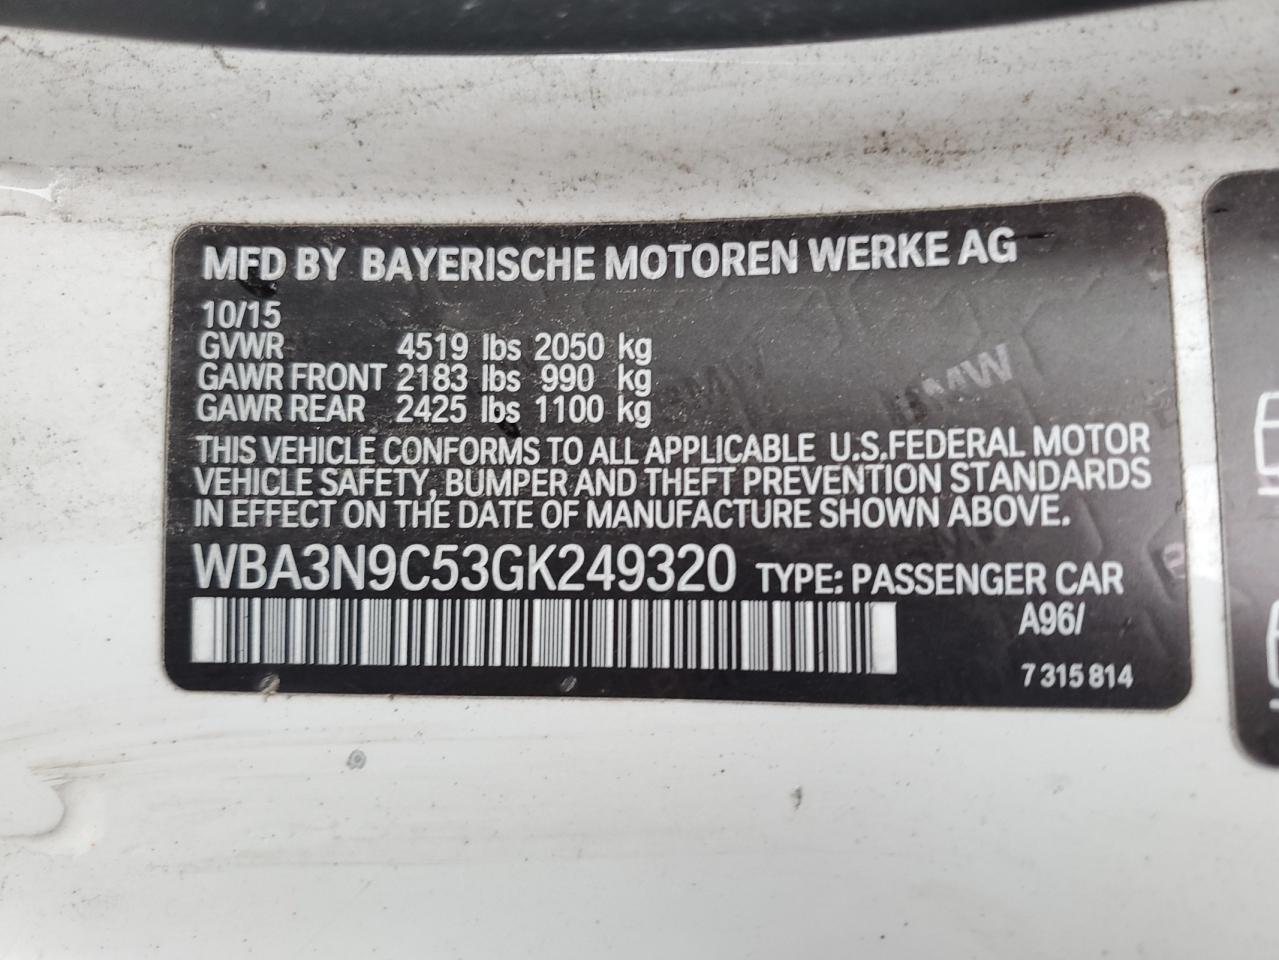 MFD BY BAYERISCHE MOTOREN WERKE AG
10/15
GVWR 4519 lbs 2050 kg
GAWR FRONT 2183 lbs 990 kg
GAWR REAR 2425 lbs 1100 kg
THIS VEHICLE CONFORMS TO ALL APPLICABLE U.S.FEDERAL MOTOR
VEHICLE SAFETY, BUMPER AND THEFT PREVENTION STANDARDS
IN EFFECT ON THE DATE OF MANUFACTURE SHOWN ABOVE.
WBA3N9C53GK249320 TYPE: PASSENGER CAR
A96/
7 315 814
BMW